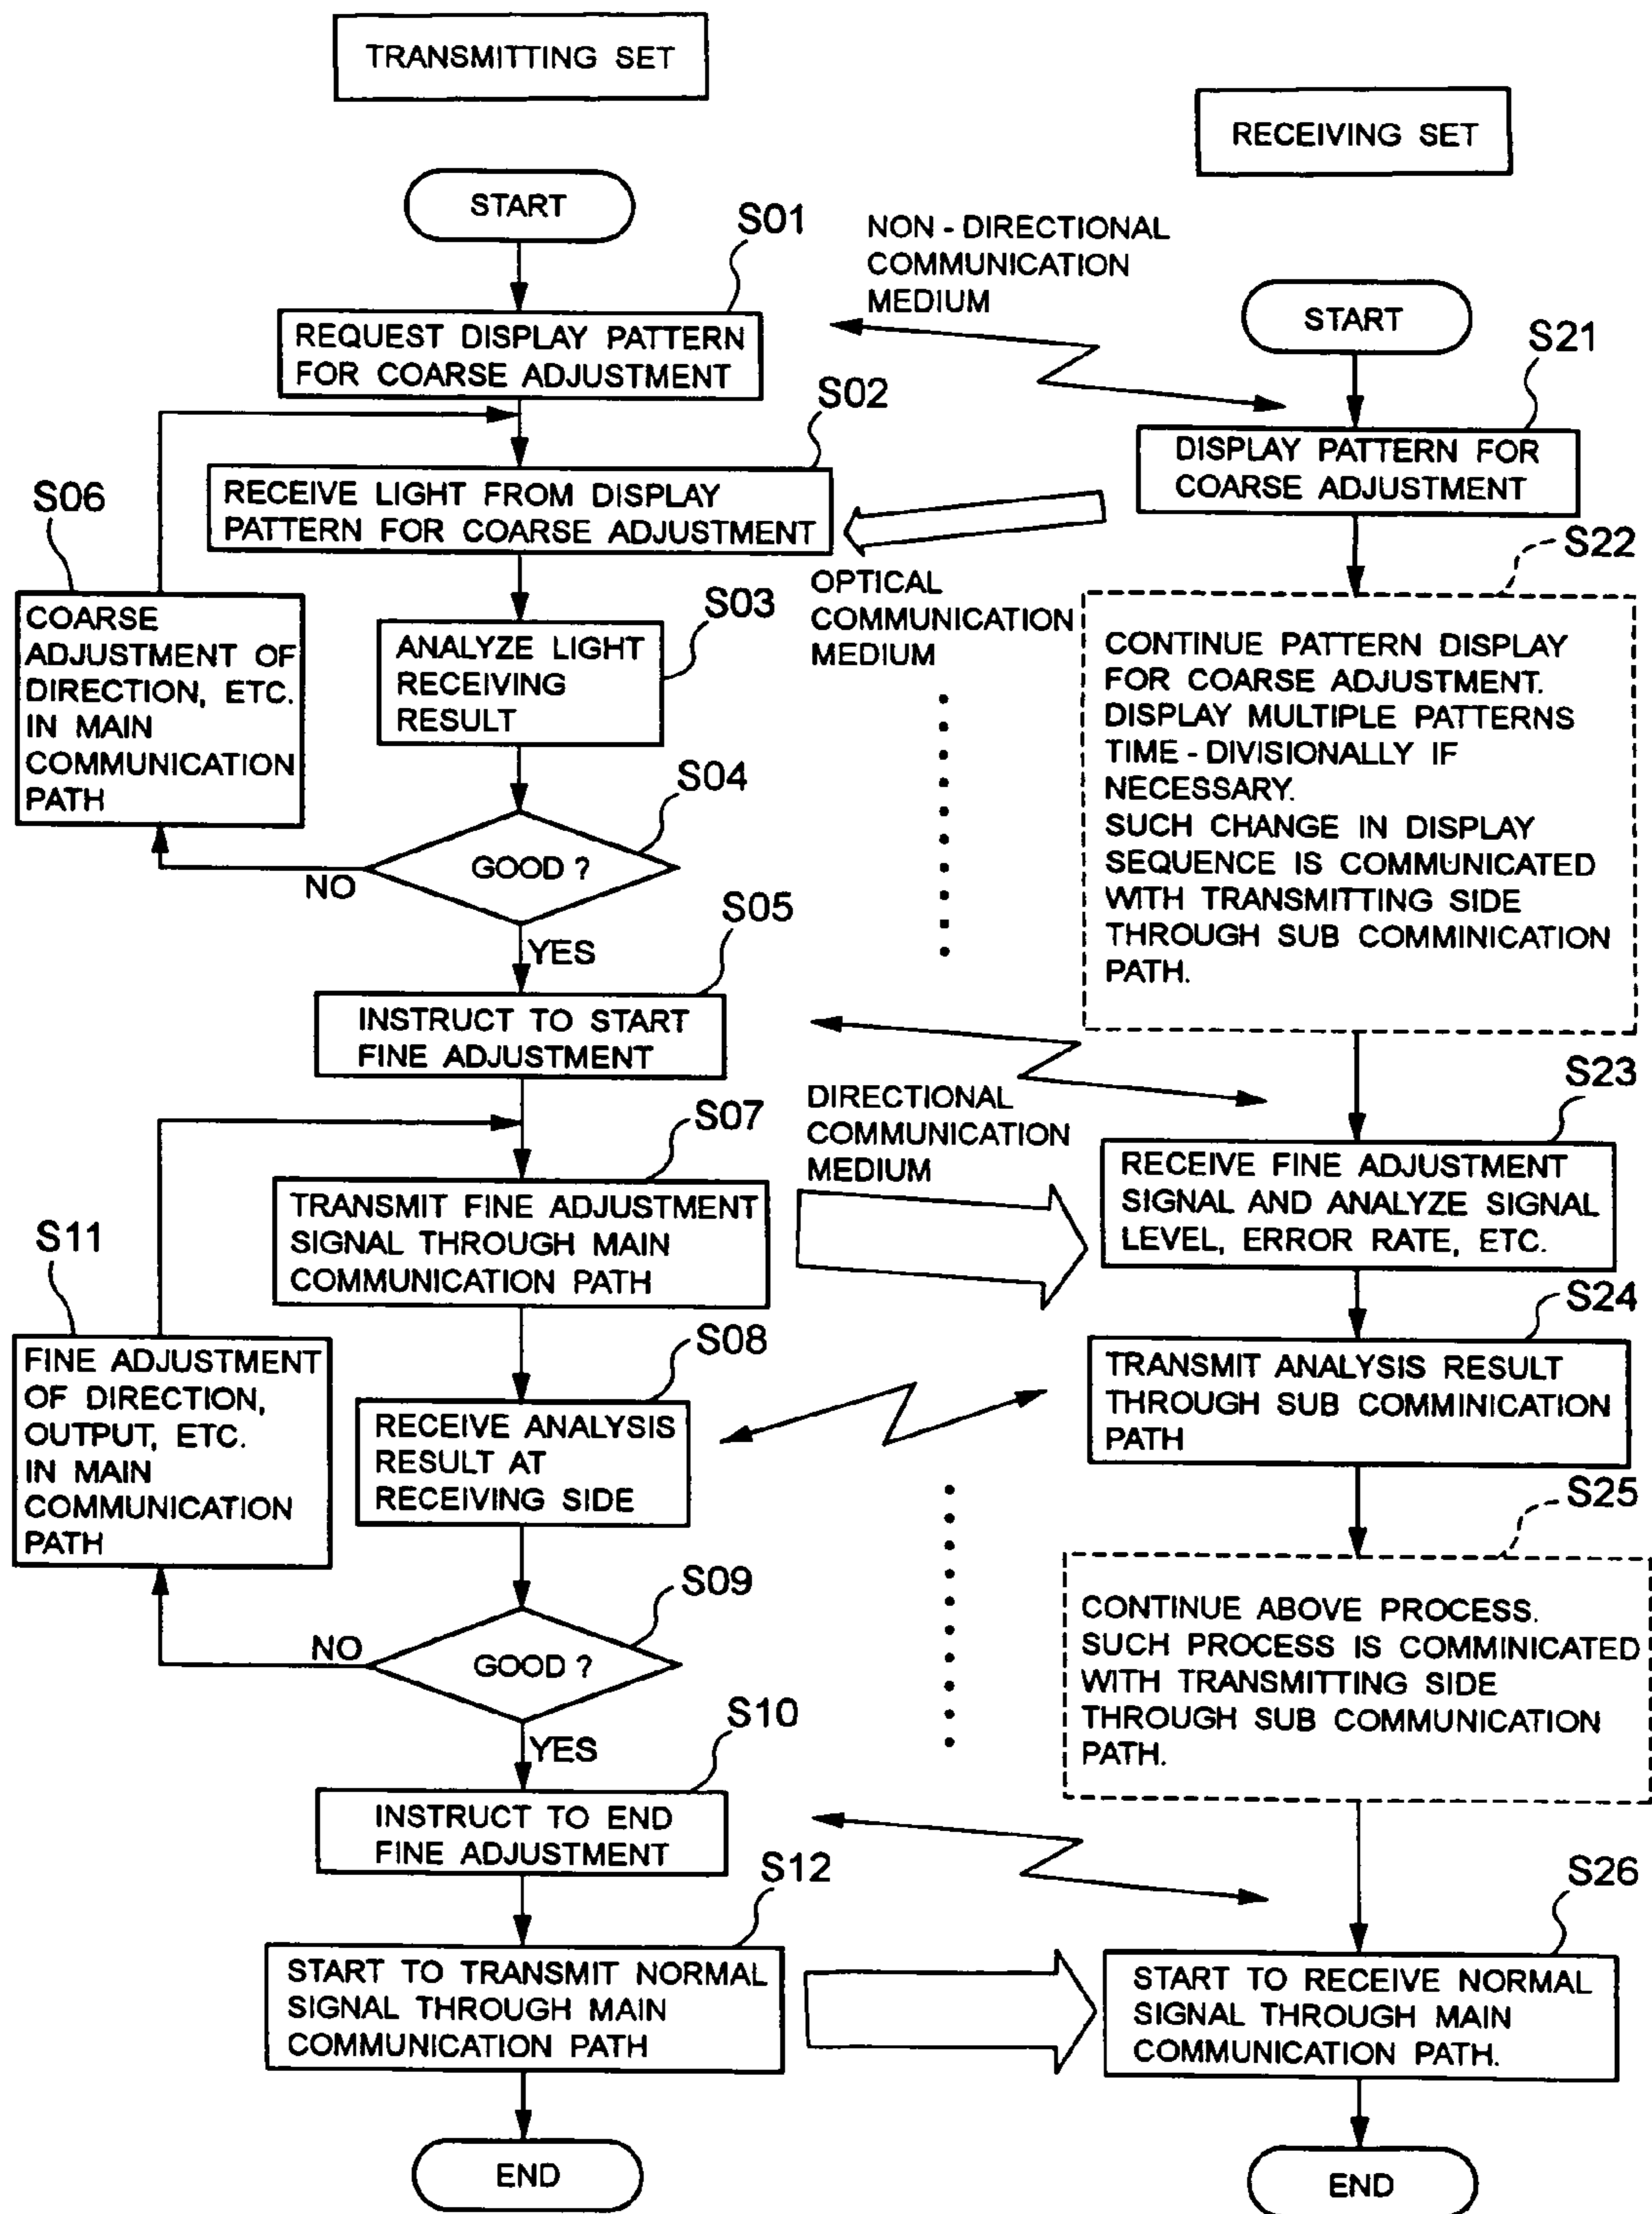 TRANSMITTING SET
RECEIVING SET
START
S01
REQUEST DISPLAY PATTERN
FOR COARSE ADJUSTMENT
NON - DIRECTIONAL
COMMUNICATION
MEDIUM
START
S21
DISPLAY PATTERN FOR
COARSE ADJUSTMENT
S02
RECEIVE LIGHT FROM DISPLAY
PATTERN FOR COARSE ADJUSTMENT
S06
COARSE
ADJUSTMENT OF
DIRECTION, ETC.
IN MAIN
COMMUNICATION
PATH
OPTICAL
COMMUNICATION
MEDIUM
S03
ANALYZE LIGHT
RECEIVING
RESULT
S22
CONTINUE PATTERN DISPLAY
FOR COARSE ADJUSTMENT.
DISPLAY MULTIPLE PATTERNS
TIME - DIVISIONALLY IF
NECESSARY.
SUCH CHANGE IN DISPLAY
SEQUENCE IS COMMUNICATED
WITH TRANSMITTING SIDE
THROUGH SUB COMMINICATION
PATH.
S04
GOOD ?
NO
YES
S05
INSTRUCT TO START
FINE ADJUSTMENT
S07
TRANSMIT FINE ADJUSTMENT
SIGNAL THROUGH MAIN
COMMUNICATION PATH
DIRECTIONAL
COMMUNICATION
MEDIUM
S23
RECEIVE FINE ADJUSTMENT
SIGNAL AND ANALYZE SIGNAL
LEVEL, ERROR RATE, ETC.
S11
FINE ADJUSTMENT
OF DIRECTION,
OUTPUT, ETC.
IN MAIN
COMMUNICATION
PATH
S08
RECEIVE ANALYSIS
RESULT AT
RECEIVING SIDE
S24
TRANSMIT ANALYSIS RESULT
THROUGH SUB COMMINICATION
PATH
S25
CONTINUE ABOVE PROCESS.
SUCH PROCESS IS COMMINICATED
WITH TRANSMITTING SIDE
THROUGH SUB COMMUNICATION
PATH.
S09
GOOD ?
NO
YES
S10
INSTRUCT TO END
FINE ADJUSTMENT
S12
START TO TRANSMIT NORMAL
SIGNAL THROUGH MAIN
COMMUNICATION PATH
S26
START TO RECEIVE NORMAL
SIGNAL THROUGH MAIN
COMMUNICATION PATH.
END
END